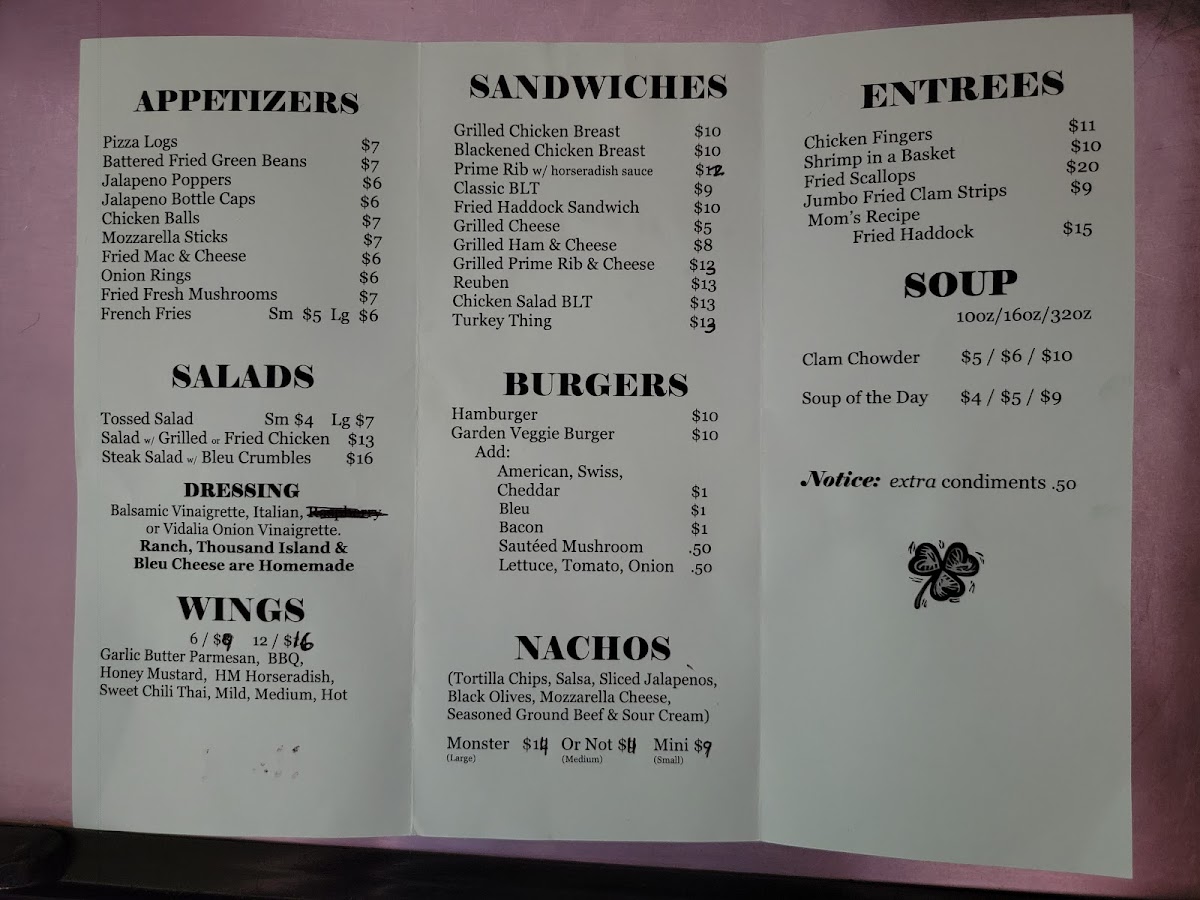 APPETIZERS
Pizza Logs $7
Battered Fried Green Beans $7
Jalapeno Poppers $6
Jalapeno Bottle Caps $6
Chicken Balls $7
Mozzarella Sticks $7
Fried Mac & Cheese $6
Onion Rings $6
Fried Fresh Mushrooms $7
French Fries Sm $5 Lg $6
SALADS
Tossed Salad Sm $4 Lg $7
Salad w/ Grilled or Fried Chicken $13
Steak Salad w/ Bleu Crumbles $16
DRESSING
Balsamic Vinaigrette, Italian,
or Vidalia Onion Vinaigrette.
Ranch, Thousand Island &
Bleu Cheese are Homemade
WINGS
6 / $9 12 / $16
Garlic Butter Parmesan, BBQ,
Honey Mustard, HM Horseradish,
Sweet Chili Thai, Mild, Medium, Hot
SANDWICHES
Grilled Chicken Breast $10
Blackened Chicken Breast $10
Prime Rib w/ horseradish sauce $12
Classic BLT $9
Fried Haddock Sandwich $10
Grilled Cheese $5
Grilled Ham & Cheese $8
Grilled Prime Rib & Cheese $13
Reuben $13
Chicken Salad BLT $13
Turkey Thing $13
BURGERS
Hamburger $10
Garden Veggie Burger $10
Add:
American, Swiss,
Cheddar $1
Bleu $1
Bacon $1
Sautéed Mushroom .50
Lettuce, Tomato, Onion .50
NACHOS
(Tortilla Chips, Salsa, Sliced Jalapenos,
Black Olives, Mozzarella Cheese,
Seasoned Ground Beef & Sour Cream)
Monster $14 Or Not $11 Mini $9
(Large) (Medium) (Small)
ENTREES
Chicken Fingers $11
Shrimp in a Basket $10
Fried Scallops $20
Jumbo Fried Clam Strips $9
Mom's Recipe
Fried Haddock $15
SOUP
10oz/16oz/32oz
Clam Chowder $5 / $6 / $10
Soup of the Day $4 / $5 / $9
Notice: extra condiments .50